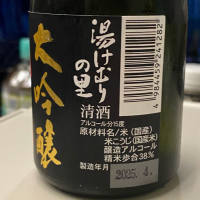 大吟醸
湯けむりの里
清酒
アルコール分15度
原材料名/米(国産)
米こうじ(国産米)
醸造アルコール
精米歩合38%
製造年月 2025.4.
4984459241282